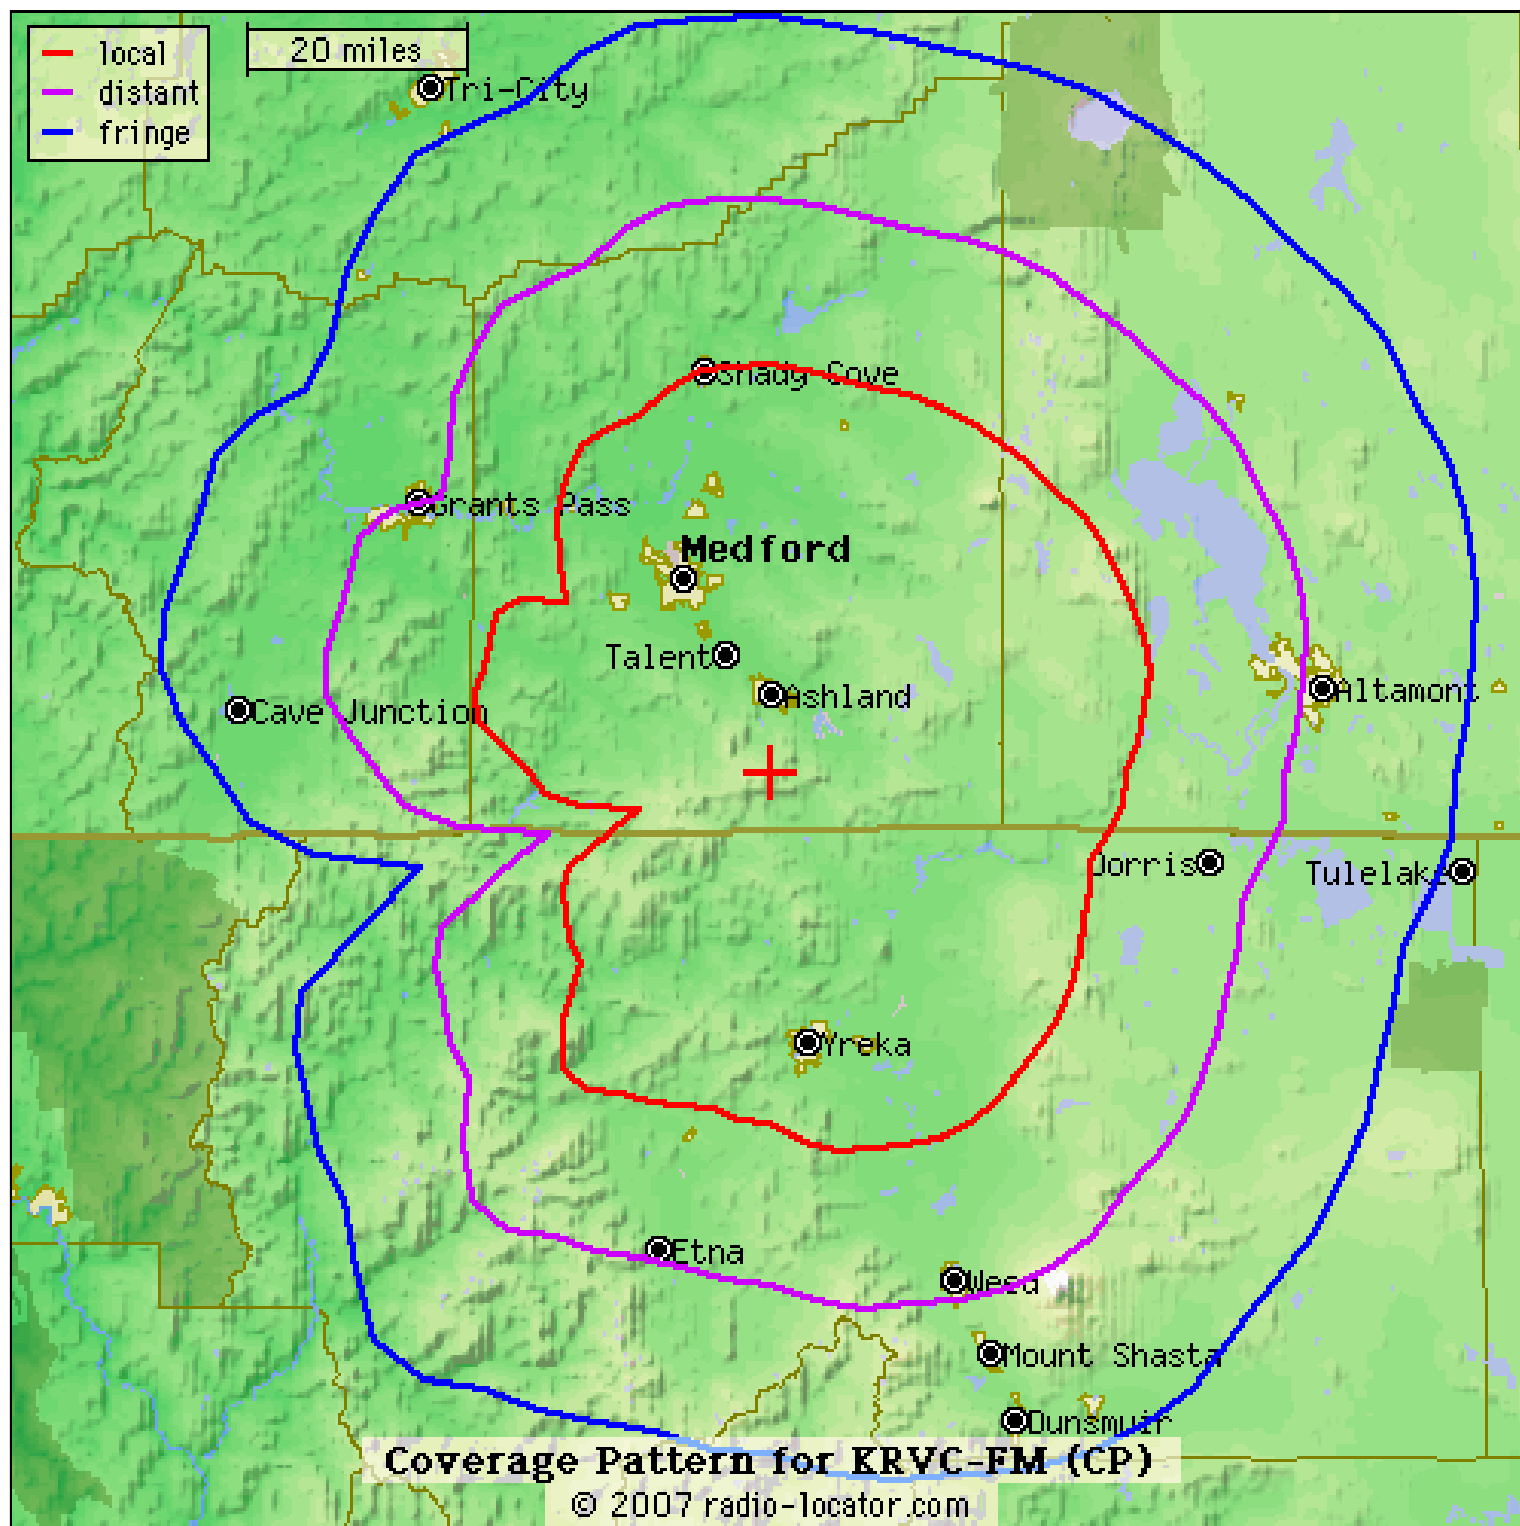 local
distant
fringe
20 miles
Tri-City
Shady Cove
Grants Pass
Medford
Talent
Ashland
Cave Junction
Altamont
Dorris
Tulelake
Yreka
Etna
Weed
Mount Shasta
Dunsmuir
Coverage Pattern for KRVC-FM (CP)
© 2007 radio-locator.com